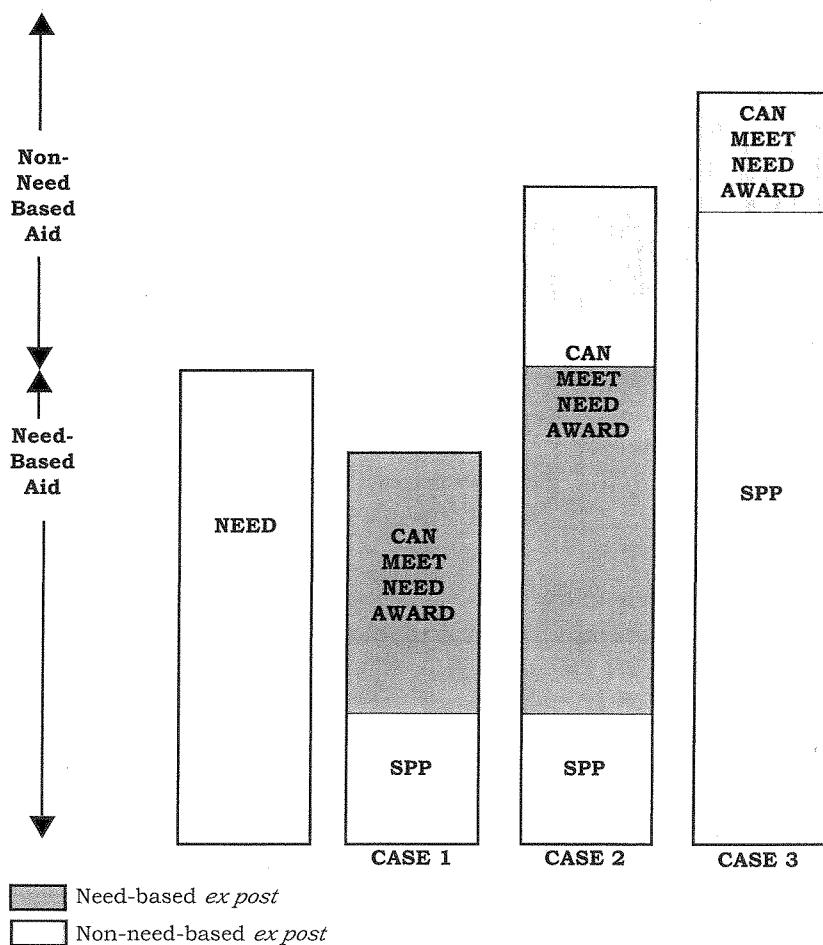 Non-
Need
Based
Aid
Need-
Based
Aid
NEED
CAN
MEET
NEED
AWARD
SPP
CASE 1
CAN
MEET
NEED
AWARD
SPP
CASE 2
CAN
MEET
NEED
AWARD
SPP
CASE 3
Need-based ex post
Non-need-based ex post